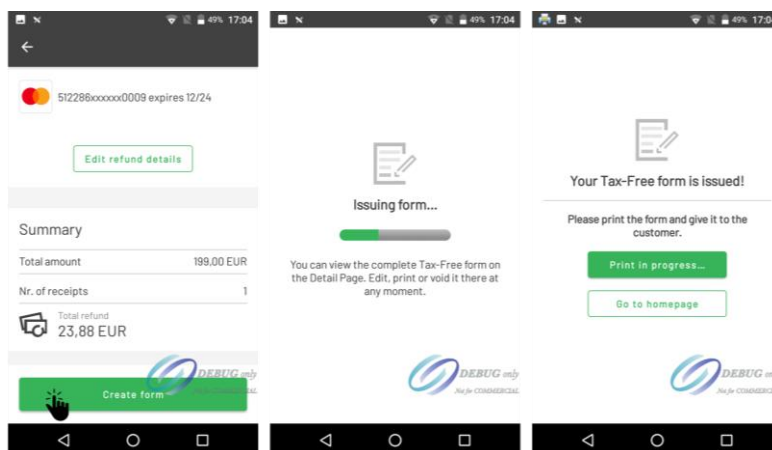 49% 17:04
512286xxxxxx0009 expires 12/24
Edit refund details
Summary
Total amount 199,00 EUR
Nr. of receipts 1
Total refund
23,88 EUR
DEBUG only
Create form
49% 17:04
Issuing form...
You can view the complete Tax-Free form on
the Detail Page. Edit, print or void it there at
any moment.
DEBUG only
Not for COMMERCIAL
49% 17:04
Your Tax-Free form is issued!
Please print the form and give it to the
customer.
Print in progress...
Go to homepage
DEBUG on
Not for COMMERCIAL